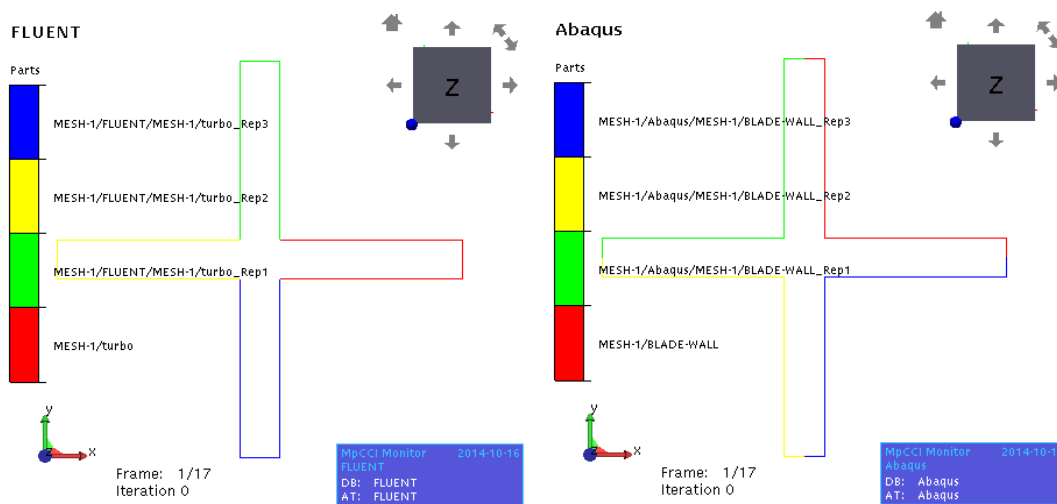 FLUENT
Parts
Z
MESH-1/FLUENT/MESH-1/turbo_Rep3
MESH-1/FLUENT/MESH-1/turbo_Rep2
MESH-1/FLUENT/MESH-1/turbo_Rep1
MESH-1/turbo
y
x
Frame: 1/17
Iteration 0
MpCCI Monitor 2014-10-16
FLUENT
DB: FLUENT
AT: FLUENT
Abaqus
Parts
Z
MESH-1/Abaqus/MESH-1/BLADE-WALL_Rep3
MESH-1/Abaqus/MESH-1/BLADE-WALL_Rep2
MESH-1/Abaqus/MESH-1/BLADE-WALL_Rep1
MESH-1/BLADE-WALL
y
x
Frame: 1/17
Iteration 0
MpCCI Monitor 2014-10-1
Abaqus
DB: Abaqus
AT: Abaqus